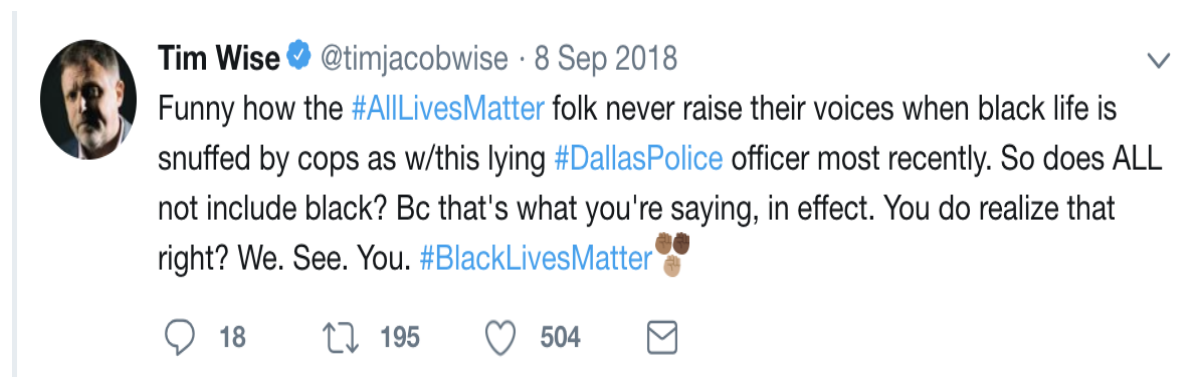 Tim Wise @timjacobwise · 8 Sep 2018
Funny how the #AllLivesMatter folk never raise their voices when black life is
snuffed by cops as w/this lying #DallasPolice officer most recently. So does ALL
not include black? Bc that's what you're saying, in effect. You do realize that
right? We. See. You. #BlackLivesMatter
18 195 504